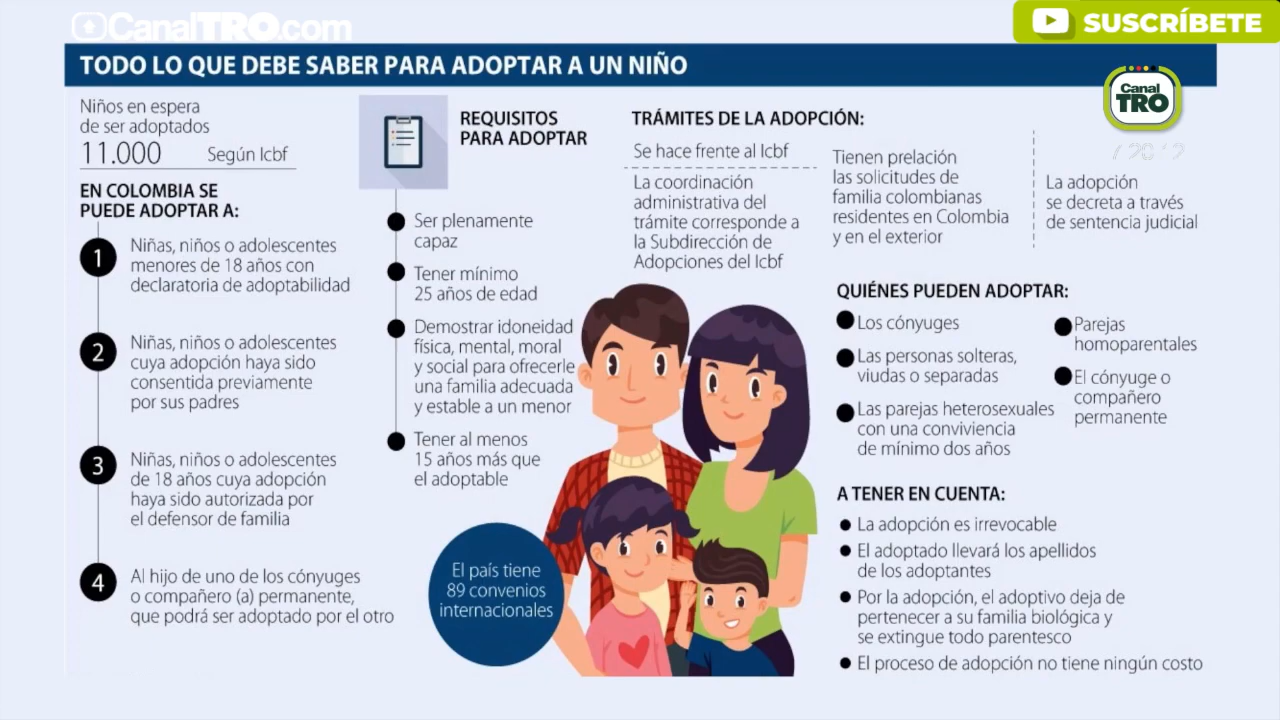 CanalTRO.com
SUSCRÍBETE
TODO LO QUE DEBE SABER PARA ADOPTAR A UN NIÑO
Canal
TRO
Niños en espera
de ser adoptados
11.000 Según Icbf
EN COLOMBIA SE
PUEDE ADOPTAR A:
1
Niñas, niños o adolescentes
menores de 18 años con
declaratoria de adoptabilidad
2
Niñas, niños o adolescentes
cuya adopción haya sido
consentida previamente
por sus padres
3
Niñas, niños o adolescentes
de 18 años cuya adopción
haya sido autorizada por
el defensor de familia
4
Al hijo de uno de los cónyuges
o compañero (a) permanente,
que podrá ser adoptado por el otro
REQUISITOS
PARA ADOPTAR
Ser plenamente
capaz
Tener mínimo
25 años de edad
Demostrar idoneidad
física, mental, moral
y social para ofrecerle
una familia adecuada
y estable a un menor
Tener al menos
15 años más que
el adoptable
El país tiene
89 convenios
internacionales
TRÁMITES DE LA ADOPCIÓN:
Se hace frente al Icbf
La coordinación
administrativa del
trámite corresponde a
la Subdirección de
Adopciones del Icbf
Tienen prelación
las solicitudes de
familia colombianas
residentes en Colombia
y en el exterior
La adopción
se decreta a través
de sentencia judicial
QUIÉNES PUEDEN ADOPTAR:
Los cónyuges
Las personas solteras,
viudas o separadas
Las parejas heterosexuales
con una conviviencia
de mínimo dos años
Parejas
homoparentales
El cónyuge o
compañero
permanente
A TENER EN CUENTA:
La adopción es irrevocable
El adoptado llevará los apellidos
de los adoptantes
Por la adopción, el adoptivo deja de
pertenecer a su familia biológica y
se extingue todo parentesco
El proceso de adopción no tiene ningún costo